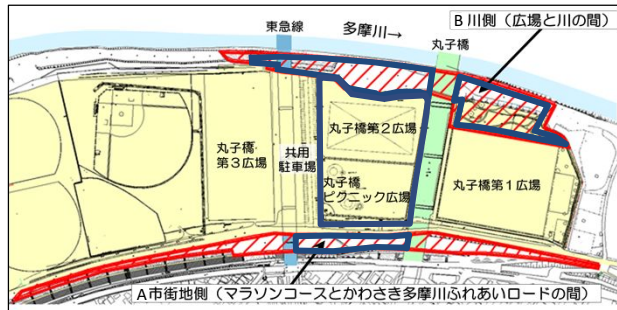 東急線
多摩川→
丸子橋
B 川側（広場と川の間）
丸子橋
第３広場
共用
駐車場
丸子橋第２広場
丸子橋
ピクニック広場
丸子橋第１広場
A市街地側（マラソンコースとかわさき多摩川ふれあいロードの間）